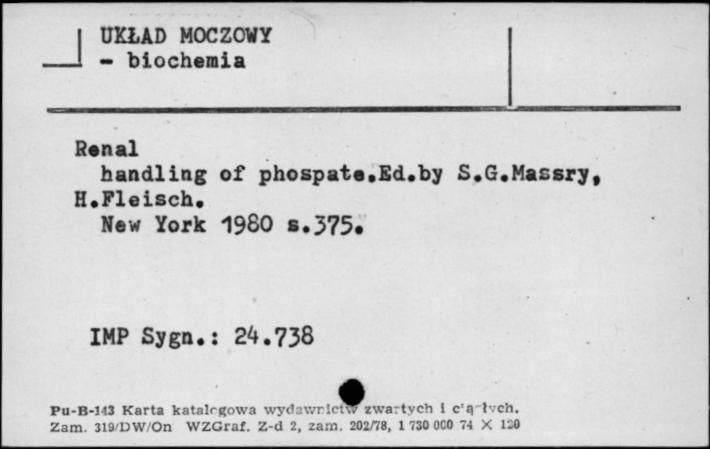 UKŁAD MOCZOWY
- biochemia
Renal
handling of phospate.Ed.by S.G.Massry,
H.Fleisch.
New York 1980 s.375.
IMP Sygn.: 24.738
Pu-B-143 Karta katalogowa wydawnictw zwartych i ciągłych.
Zam. 319/DW/On WZGraf. Z-d 2, zam. 202/78, 1 730 000 74 X 120